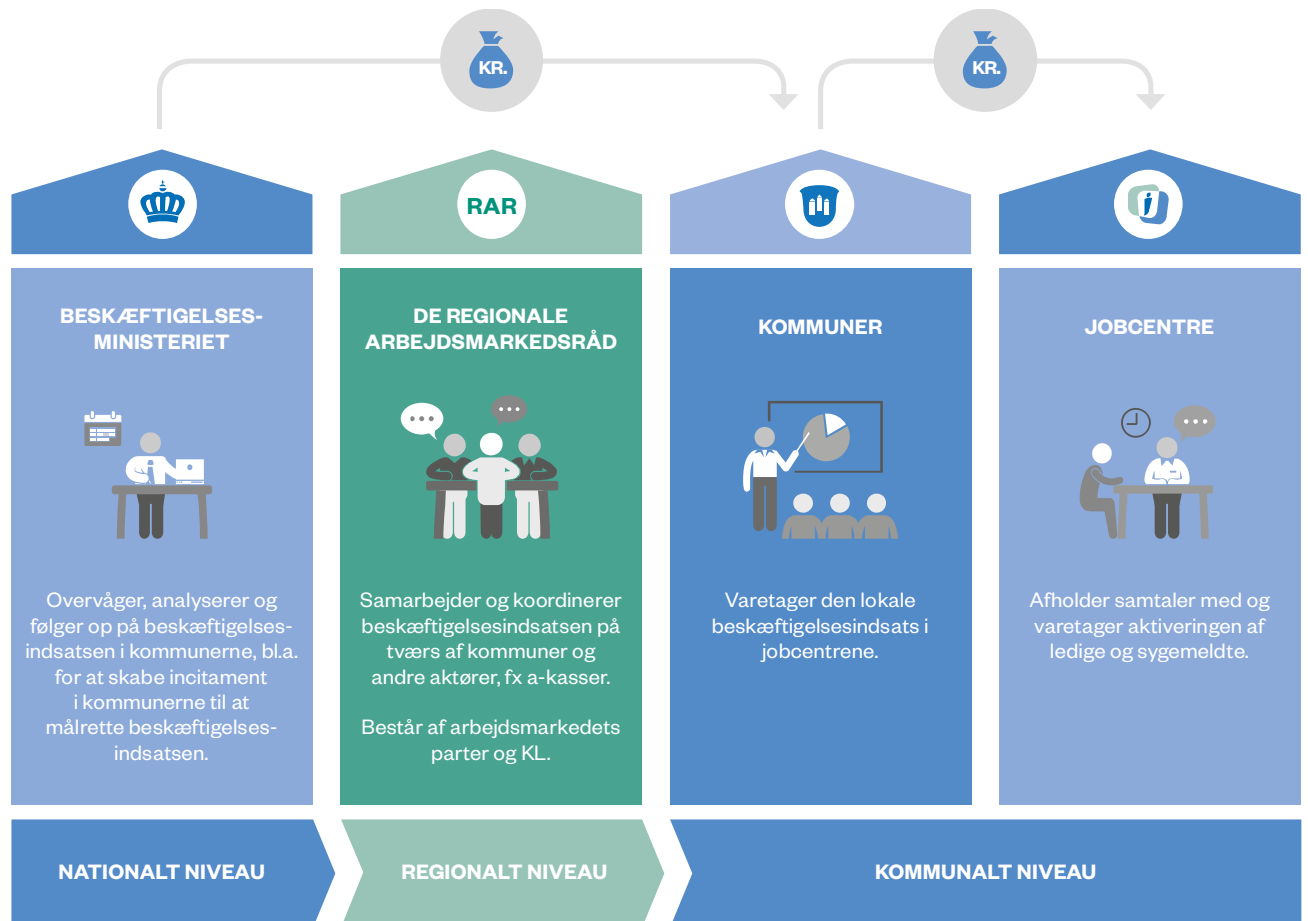 KR.
KR.
RAR
BESKÆFTIGELSES-
MINISTERIET
Overvåger, analyserer og
følger op på beskæftigelses-
indsatsen i kommunerne, bl.a.
for at skabe incitament
i kommunerne til at
målrette beskæftigelses-
indsatsen.
DE REGIONALE
ARBEJDSMARKEDSRÅD
Samarbejder og koordinerer
beskæftigelsesindsatsen på
tværs af kommuner og
andre aktører, fx a-kasser.
Består af arbejdsmarkedets
parter og KL.
KOMMUNER
Varetager den lokale
beskæftigelsesindsats i
jobcentrene.
JOBCENTRE
Afholder samtaler med og
varetager aktiveringen af
ledige og sygemeldte.
NATIONALT NIVEAU
REGIONALT NIVEAU
KOMMUNALT NIVEAU